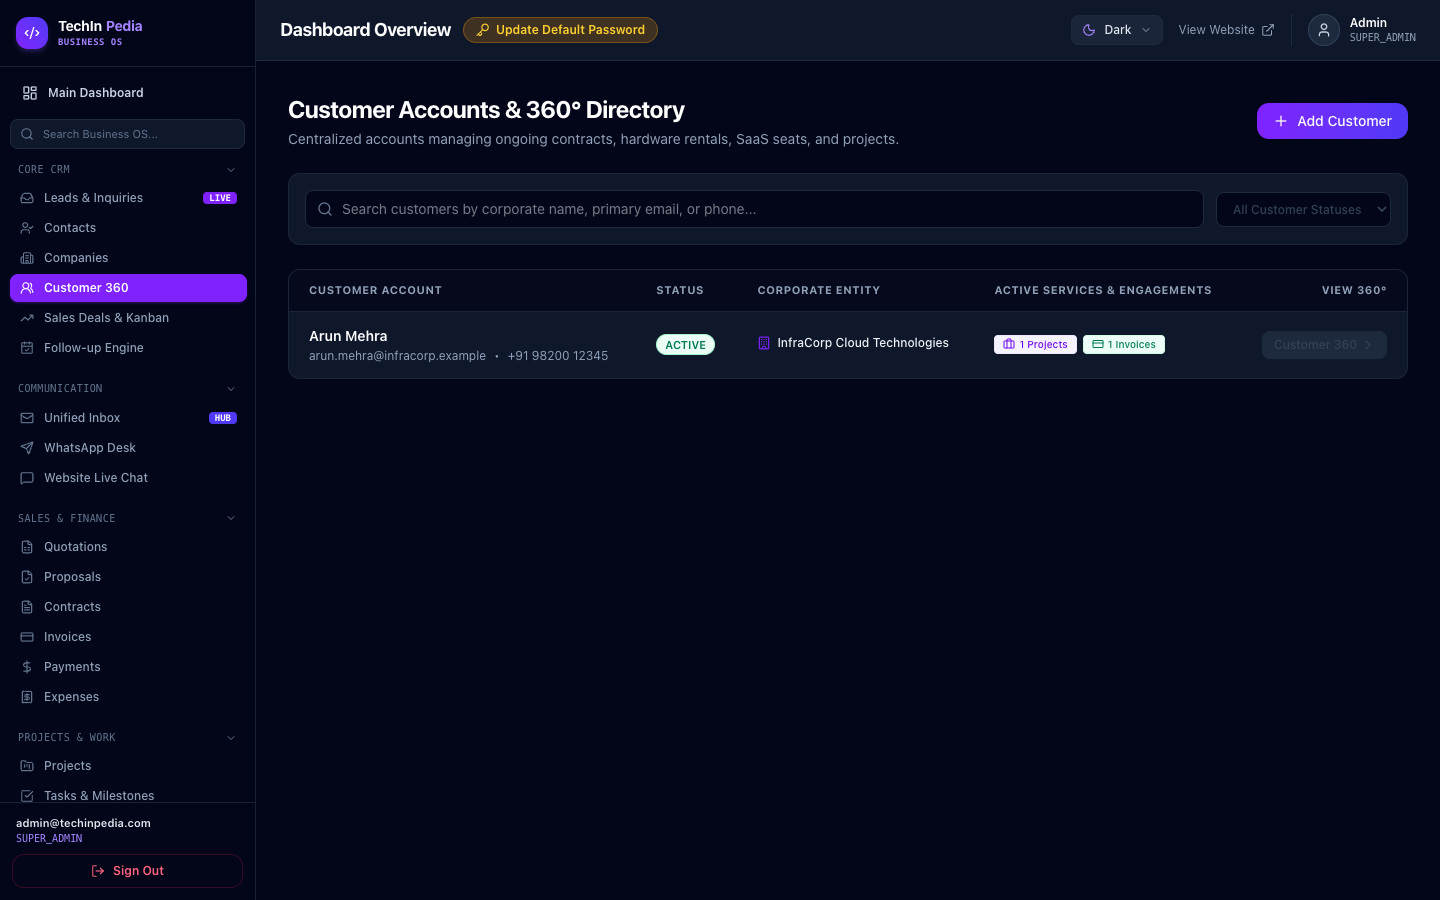 TechIn Pedia
BUSINESS OS
Main Dashboard
Search Business OS...
CORE CRM
Leads & Inquiries LIVE
Contacts
Companies
Customer 360
Sales Deals & Kanban
Follow-up Engine
COMMUNICATION
Unified Inbox HUB
WhatsApp Desk
Website Live Chat
SALES & FINANCE
Quotations
Proposals
Contracts
Invoices
Payments
Expenses
PROJECTS & WORK
Projects
Tasks & Milestones
admin@techinpedia.com
SUPER_ADMIN
Sign Out
Dashboard Overview Update Default Password Dark View Website Admin
SUPER_ADMIN
Customer Accounts & 360° Directory
Centralized accounts managing ongoing contracts, hardware rentals, SaaS seats, and projects.
Add Customer
Search customers by corporate name, primary email, or phone... All Customer Statuses
CUSTOMER ACCOUNT STATUS CORPORATE ENTITY ACTIVE SERVICES & ENGAGEMENTS VIEW 360°
Arun Mehra
arun.mehra@infracorp.example • +91 98200 12345
ACTIVE InfraCorp Cloud Technologies 1 Projects 1 Invoices Customer 360